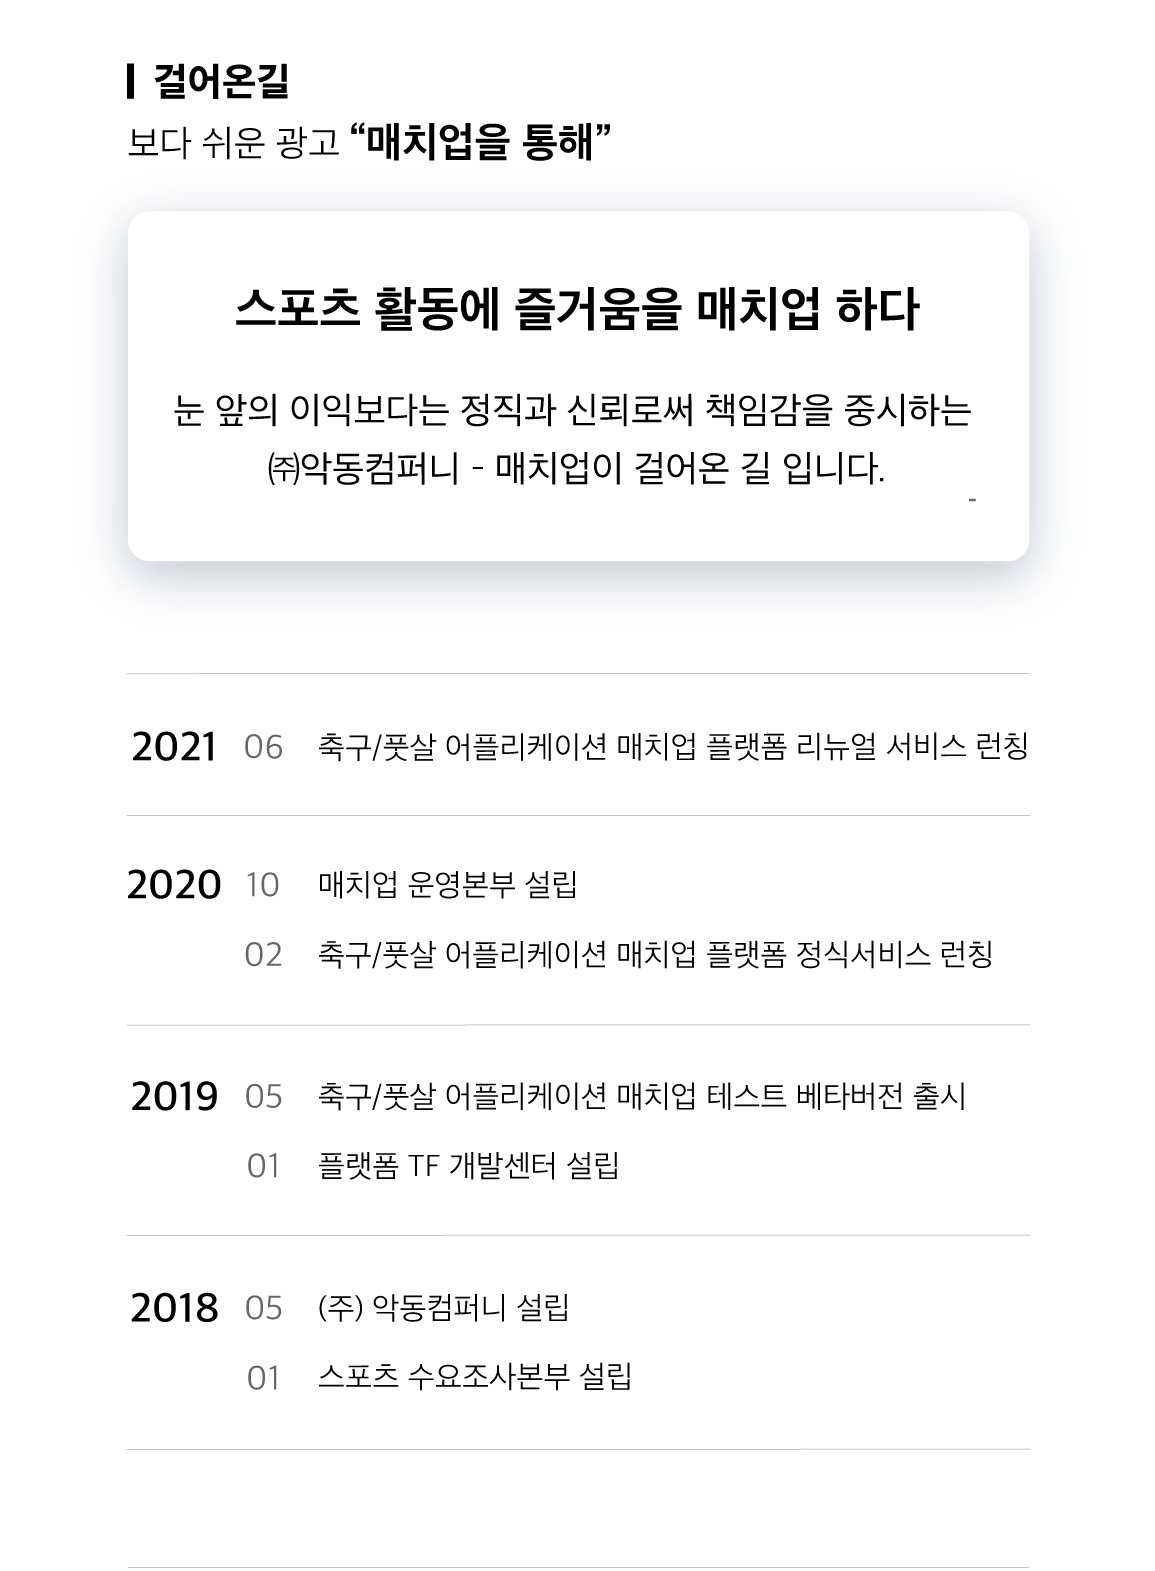 걸어온길
보다 쉬운 광고 “매치업을 통해”
스포츠 활동에 즐거움을 매치업 하다
눈 앞의 이익보다는 정직과 신뢰로써 책임감을 중시하는
㈜악동컴퍼니 - 매치업이 걸어온 길 입니다.
-
2021 06 축구/풋살 어플리케이션 매치업 플랫폼 리뉴얼 서비스 런칭
2020 10 매치업 운영본부 설립
02 축구/풋살 어플리케이션 매치업 플랫폼 정식서비스 런칭
2019 05 축구/풋살 어플리케이션 매치업 테스트 베타버전 출시
01 플랫폼 TF 개발센터 설립
2018 05 (주) 악동컴퍼니 설립
01 스포츠 수요조사본부 설립